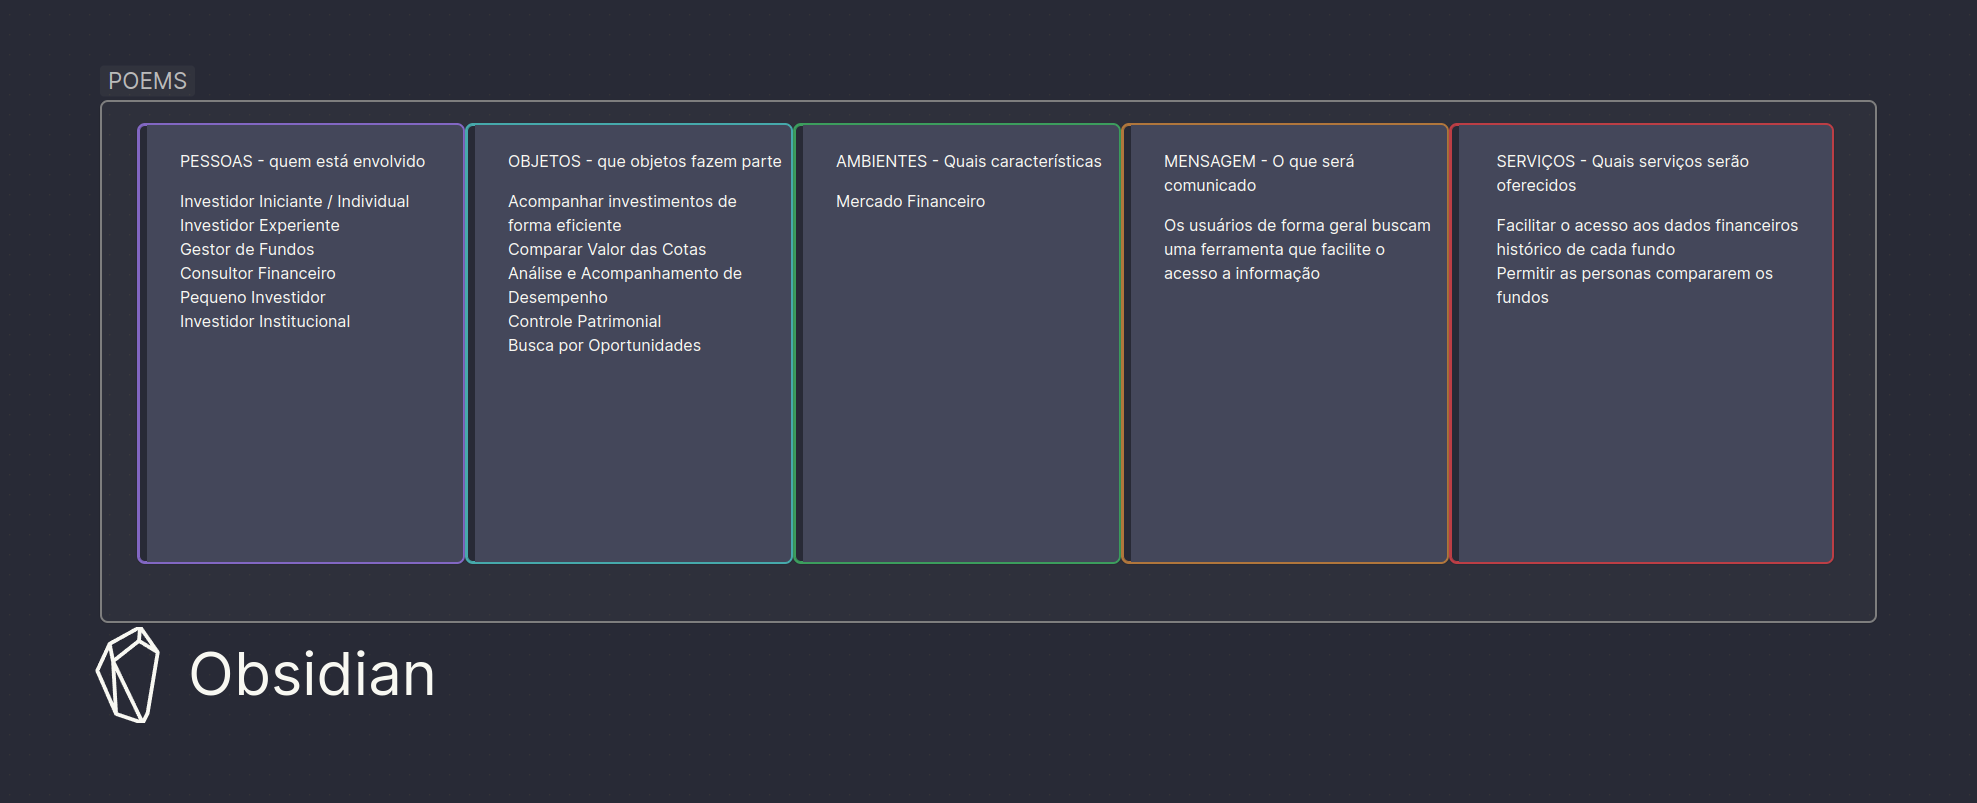 POEMS
PESSOAS - quem está envolvido
Investidor Iniciante / Individual
Investidor Experiente
Gestor de Fundos
Consultor Financeiro
Pequeno Investidor
Investidor Institucional
OBJETOS - que objetos fazem parte
Acompanhar investimentos de
forma eficiente
Comparar Valor das Cotas
Análise e Acompanhamento de
Desempenho
Controle Patrimonial
Busca por Oportunidades
AMBIENTES - Quais características
Mercado Financeiro
MENSAGEM - O que será
comunicado
Os usuários de forma geral buscam
uma ferramenta que facilite o
acesso a informação
SERVIÇOS - Quais serviços serão
oferecidos
Facilitar o acesso aos dados financeiros
histórico de cada fundo
Permitir as personas compararem os
fundos
Obsidian